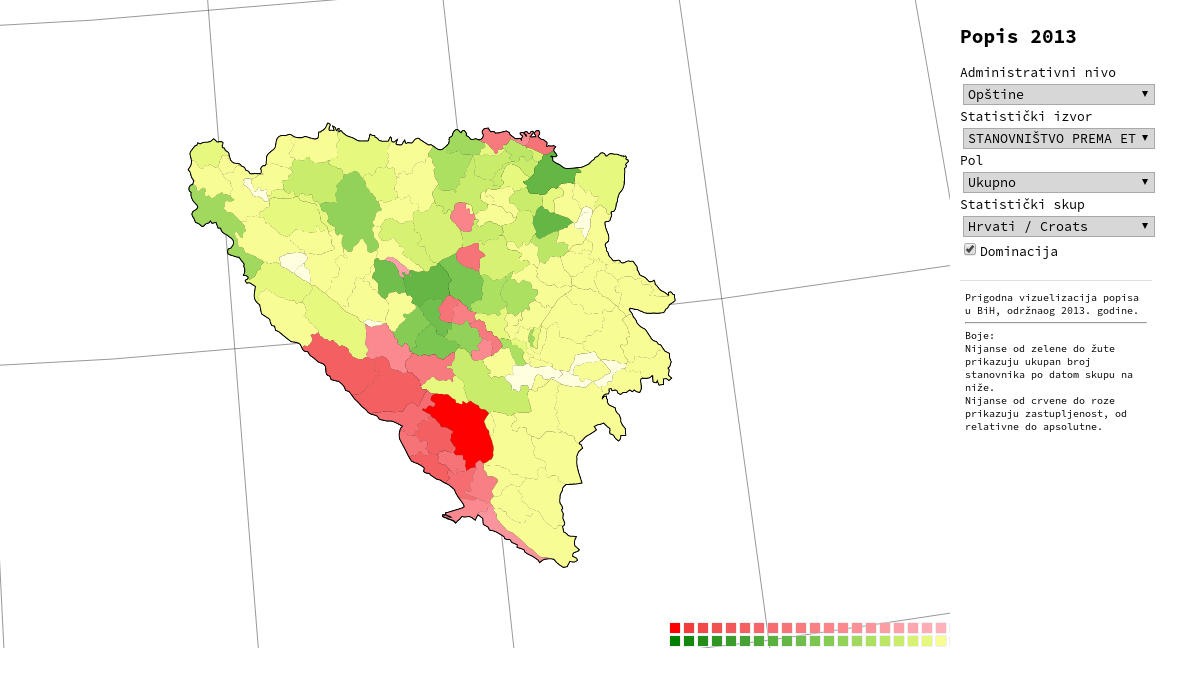 Popis 2013
Administrativni nivo
Opštine
Statistički izvor
STANOVNIŠTVO PREMA ET
Pol
Ukupno
Statistički skup
Hrvati / Croats
Dominacija
Prigodna vizuelizacija popisa
u BiH, održnaog 2013. godine.
Boje:
Nijanse od zelene do žute
prikazuju ukupan broj
stanovnika po datom skupu na
niže.
Nijanse od crvene do roze
prikazuju zastupljenost, od
relativne do apsolutne.